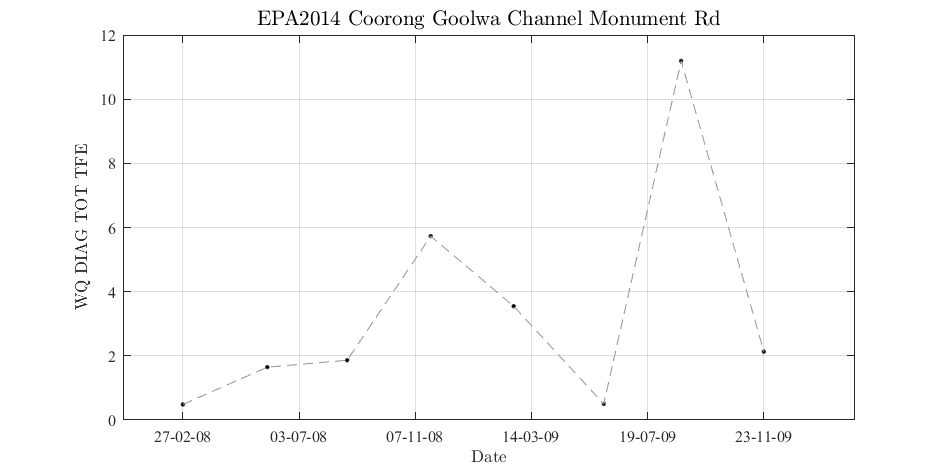 EPA2014 Coorong Goolwa Channel Monument Rd
12
10
8
6
4
2
0
WQ DIAG TOT TFE
27-02-08 03-07-08 07-11-08 14-03-09 19-07-09 23-11-09
Date